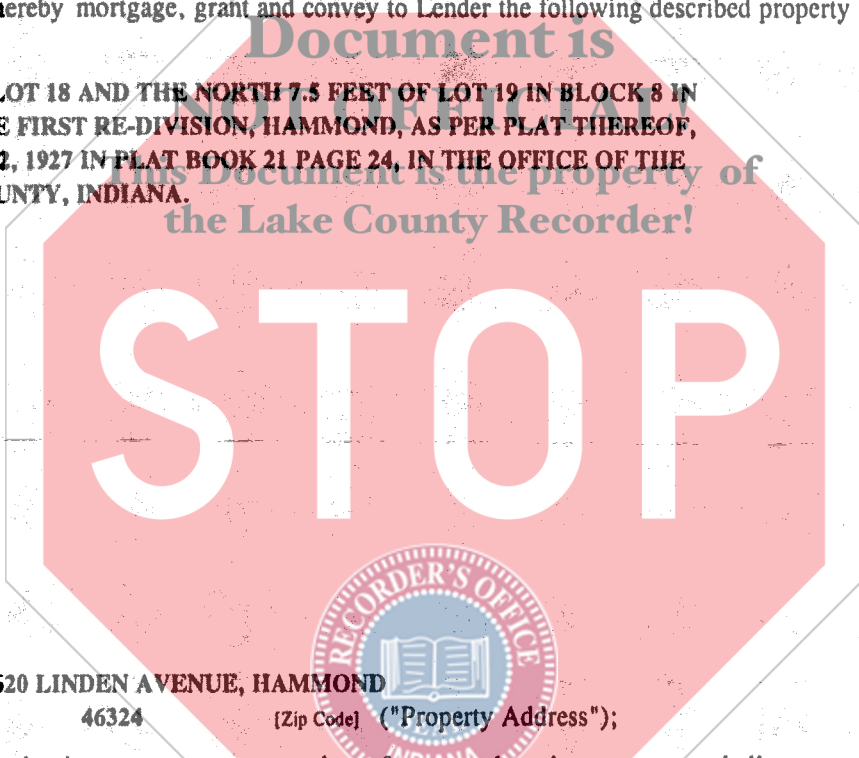 hereby mortgage, grant and convey to Lender the following described property
Document is
LOT 18 AND THE NORTH 7.5 FEET OF LOT 19 IN BLOCK 8 IN
NOT OFFICIAL!
E FIRST RE-DIVISION, HAMMOND, AS PER PLAT THEREOF,
2, 1927 IN PLAT BOOK 21 PAGE 24, IN THE OFFICE OF THE
This Document is the property of
UNTY, INDIANA.
the Lake County Recorder!
STOP
RECORDER'S OFFICE
520 LINDEN AVENUE, HAMMOND
46324 [Zip Code] ("Property Address");
INDIANA